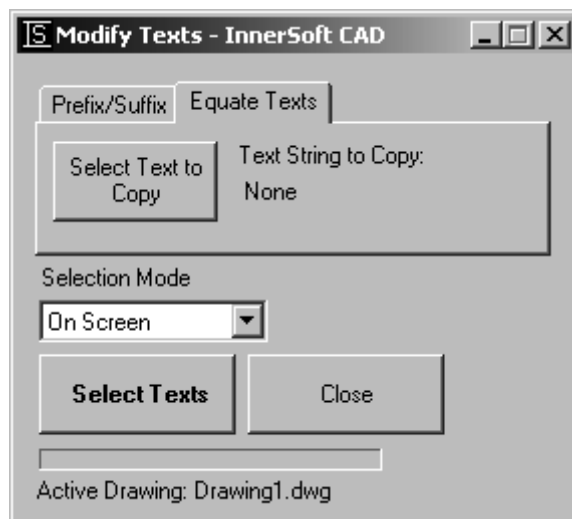 IS Modify Texts - InnerSoft CAD
Prefix/Suffix
Equate Texts
Select Text to
Copy
Text String to Copy:
None
Selection Mode
On Screen
Select Texts
Close
Active Drawing: Drawing1.dwg